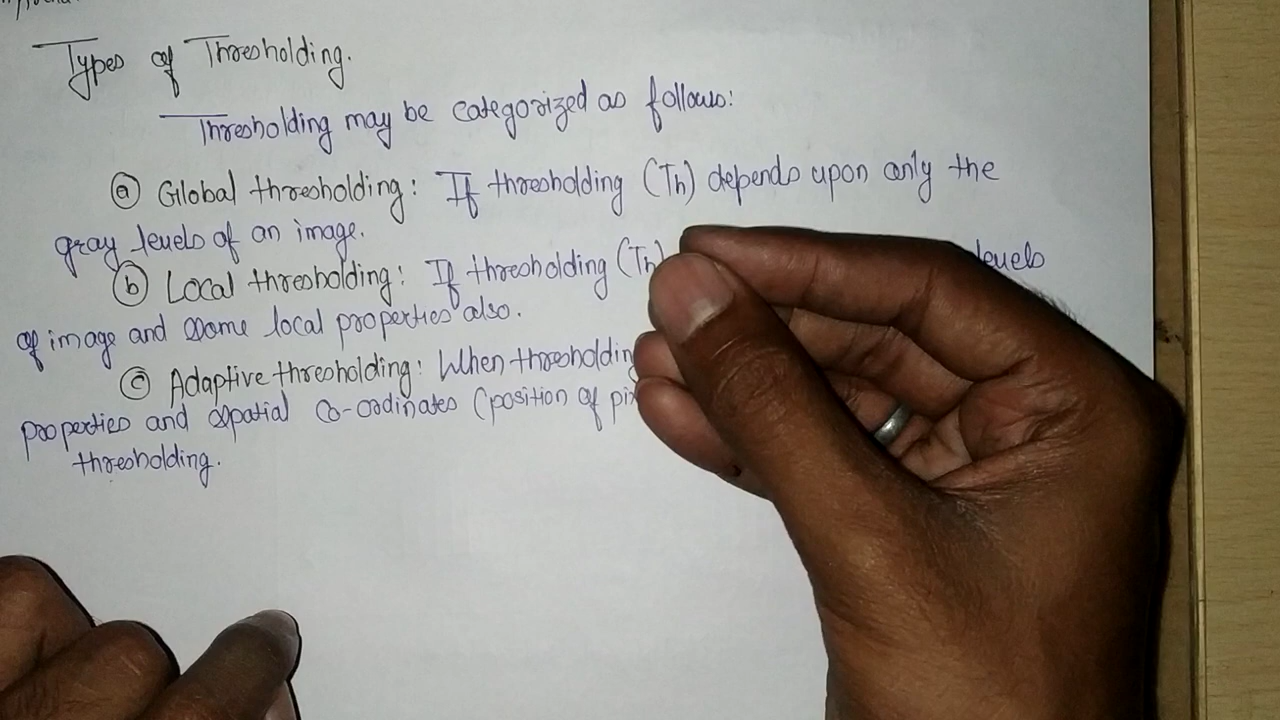 Types of Thresholding.
Thresholding may be categorized as follows:
(a) Global thresholding: If thresholding (Th) depends upon only the
gray levels of an image.
(b) Local thresholding: If thresholding (Th) levels
of image and some local properties also.
(c) Adaptive thresholding: When
properties and spatial co-ordinates (position of
thresholding.